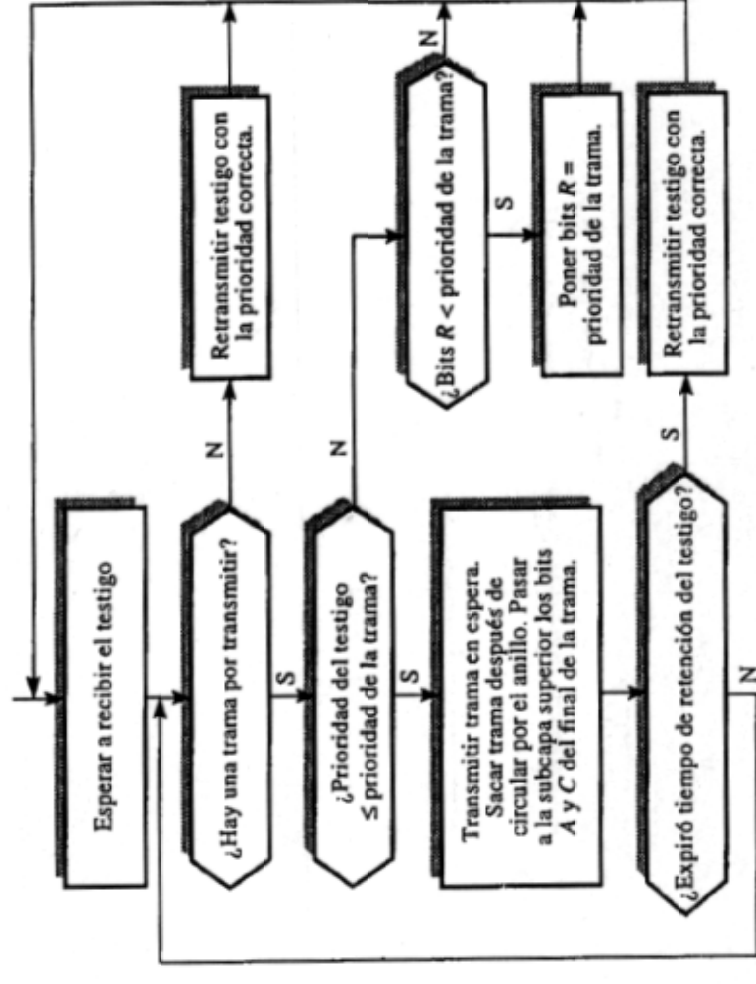 Esperar a recibir el testigo
¿Hay una trama por transmitir?
N
Retransmitir testigo con
la prioridad correcta.
S
¿Prioridad del testigo
≤ prioridad de la trama?
N
¿Bits R < prioridad de la trama?
N
S
Poner bits R =
prioridad de la trama.
S
Transmitir trama en espera.
Sacar trama después de
circular por el anillo. Pasar
a la subcapa superior los bits
A y C del final de la trama.
¿Expiró tiempo de retención del testigo?
S
Retransmitir testigo con
la prioridad correcta.
N